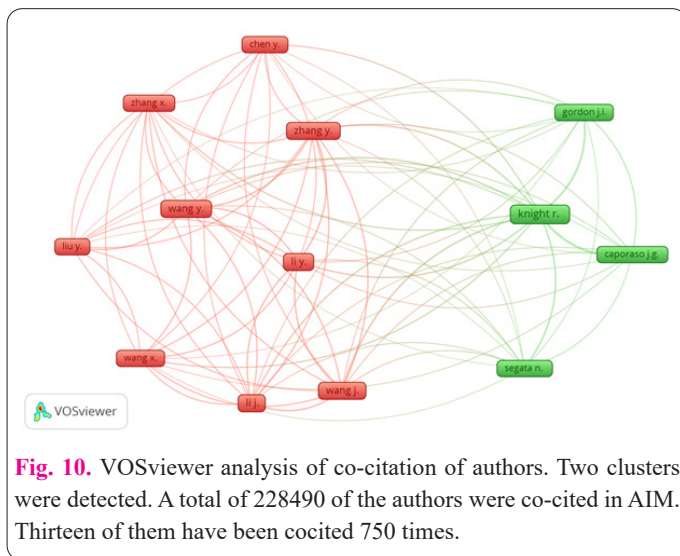 chen y.
zhang x.
gordon j.i.
zhang y.
wang y.
knight r.
liu y.
caporaso j.g.
li y.
wang x.
segata n.
wang j.
li j.
VOSviewer
Fig. 10. VOSviewer analysis of co-citation of authors. Two clusters
were detected. A total of 228490 of the authors were co-cited in AIM.
Thirteen of them have been cocited 750 times.